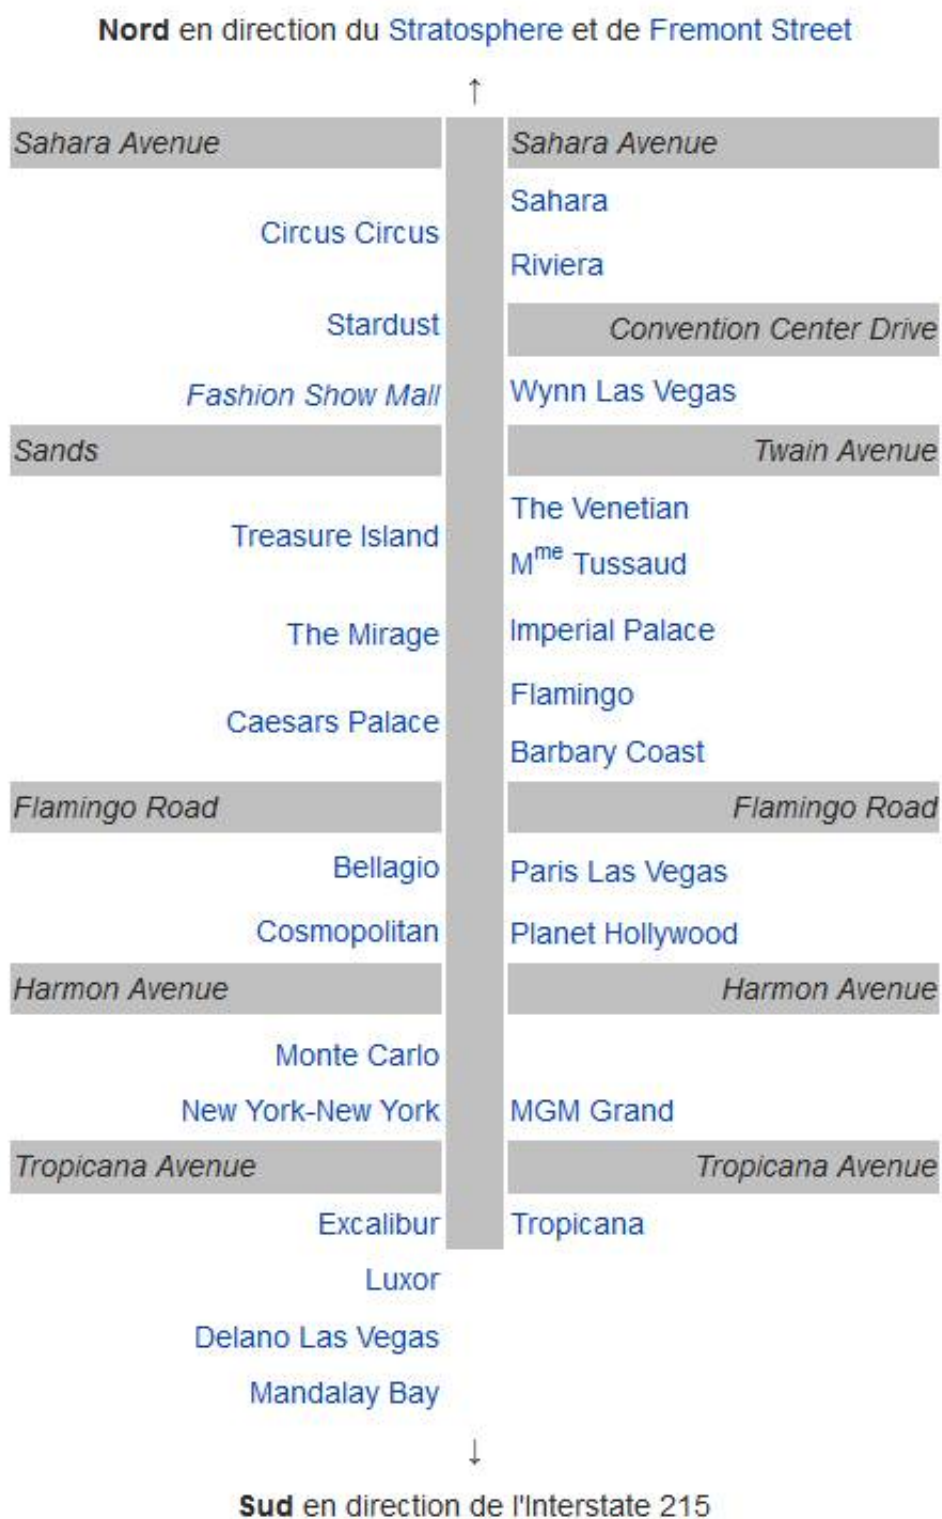 Nord en direction du Stratosphere et de Fremont Street
↑
Sahara Avenue Sahara Avenue
Sahara
Circus Circus
Riviera
Stardust Convention Center Drive
Fashion Show Mall Wynn Las Vegas
Sands Twain Avenue
The Venetian
Treasure Island
Mme Tussaud
The Mirage Imperial Palace
Flamingo
Caesars Palace
Barbary Coast
Flamingo Road Flamingo Road
Bellagio Paris Las Vegas
Cosmopolitan Planet Hollywood
Harmon Avenue Harmon Avenue
Monte Carlo
New York-New York MGM Grand
Tropicana Avenue Tropicana Avenue
Excalibur Tropicana
Luxor
Delano Las Vegas
Mandalay Bay
↓
Sud en direction de l'Interstate 215